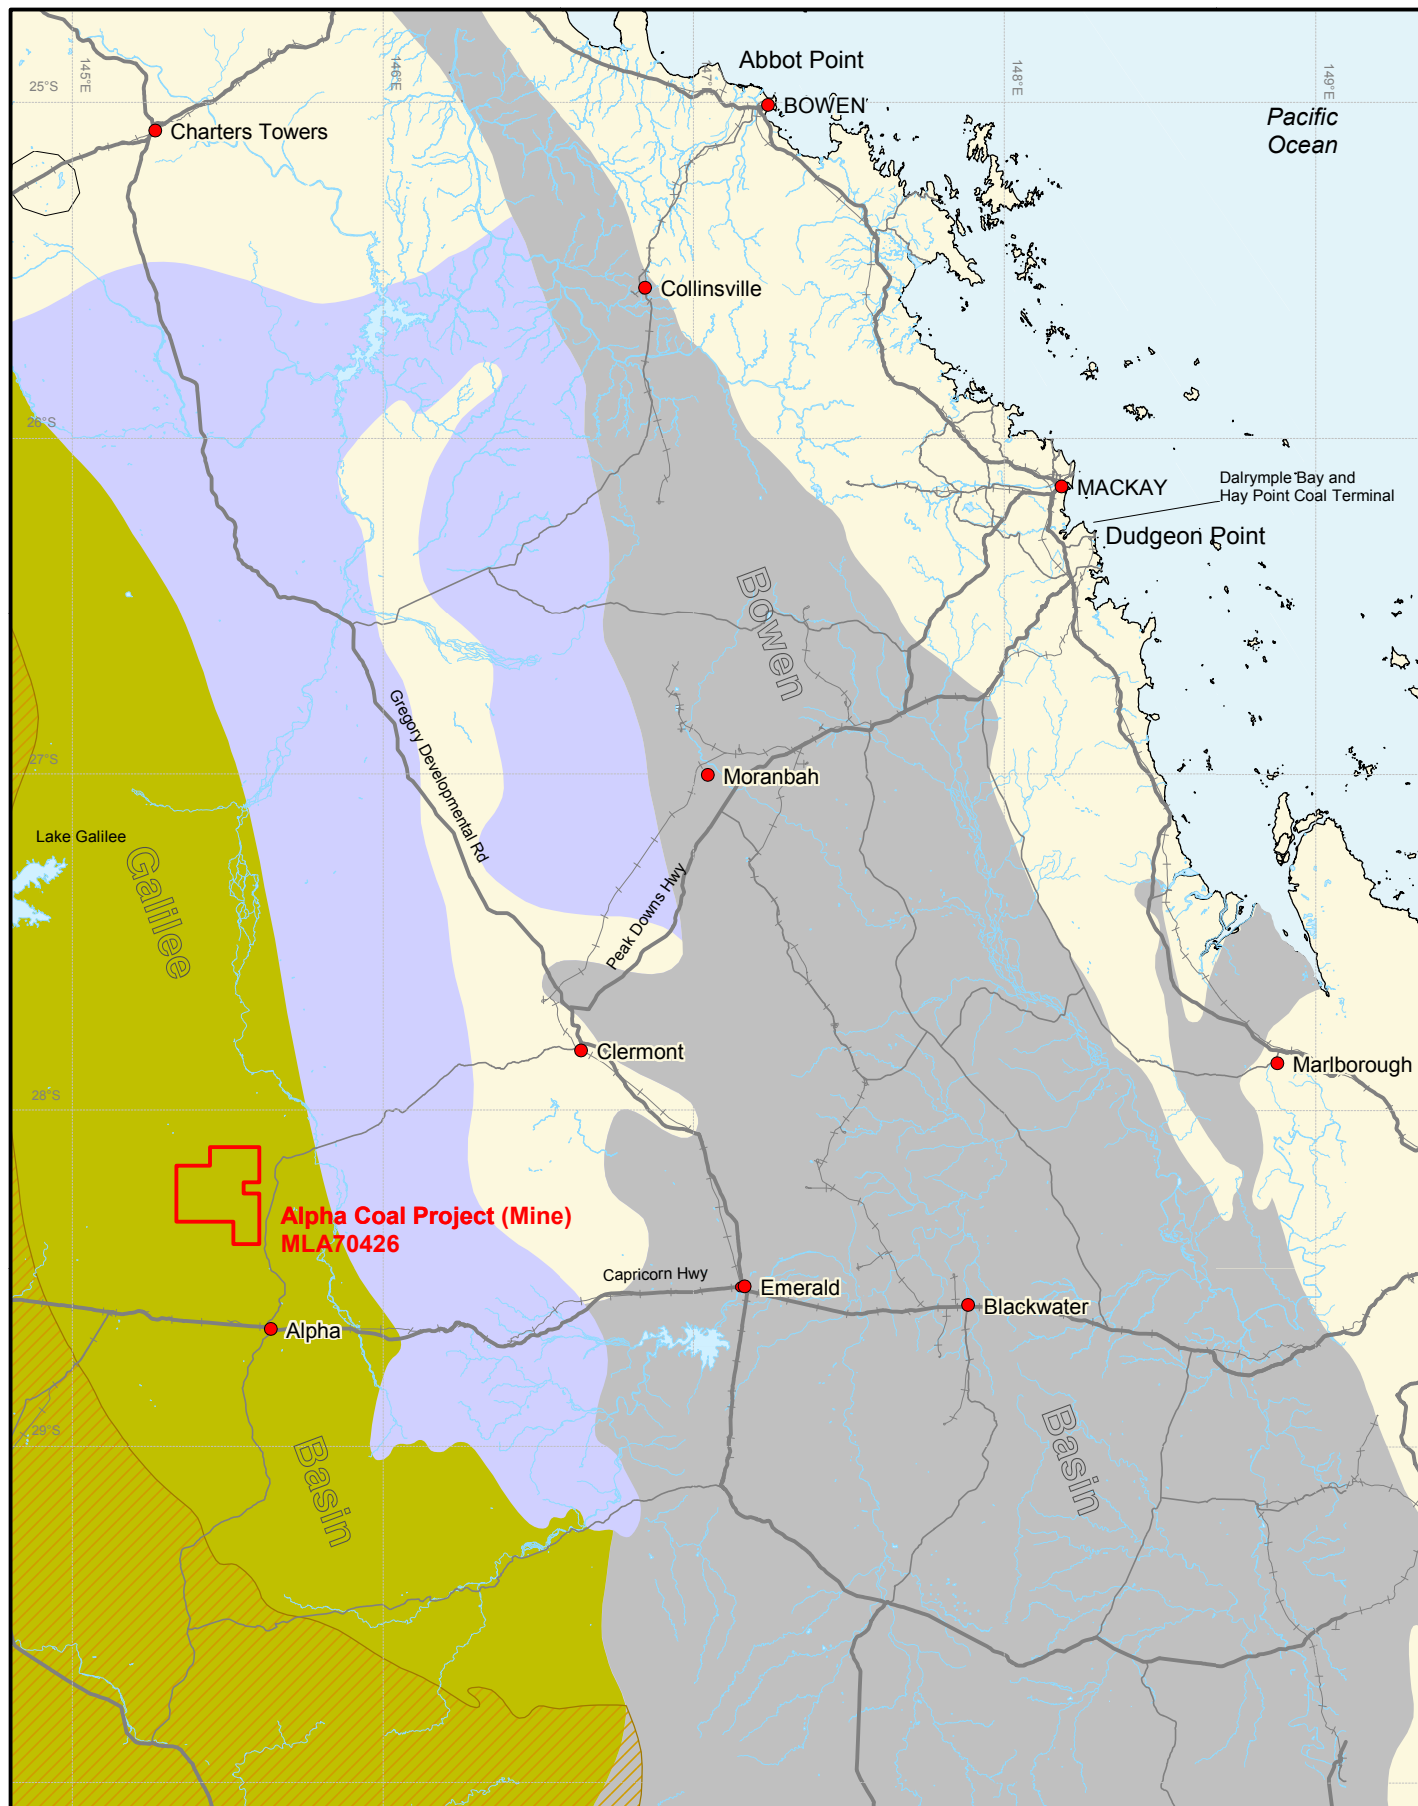 145°E
146°E
147°E
148°E
149°E
Abbot Point
25°S
BOWEN
Pacific
Ocean
Charters Towers
Collinsville
26°S
MACKAY
Dalrymple Bay and
Hay Point Coal Terminal
Dudgeon Point
Bowen
Gregory Developmental Rd
27°S
Moranbah
Lake Galilee
Galilee
Peak Downs Hwy
Clermont
Marlborough
28°S
Alpha Coal Project (Mine)
MLA70426
Capricorn Hwy
Emerald
Blackwater
Alpha
29°S
Basin
Basin